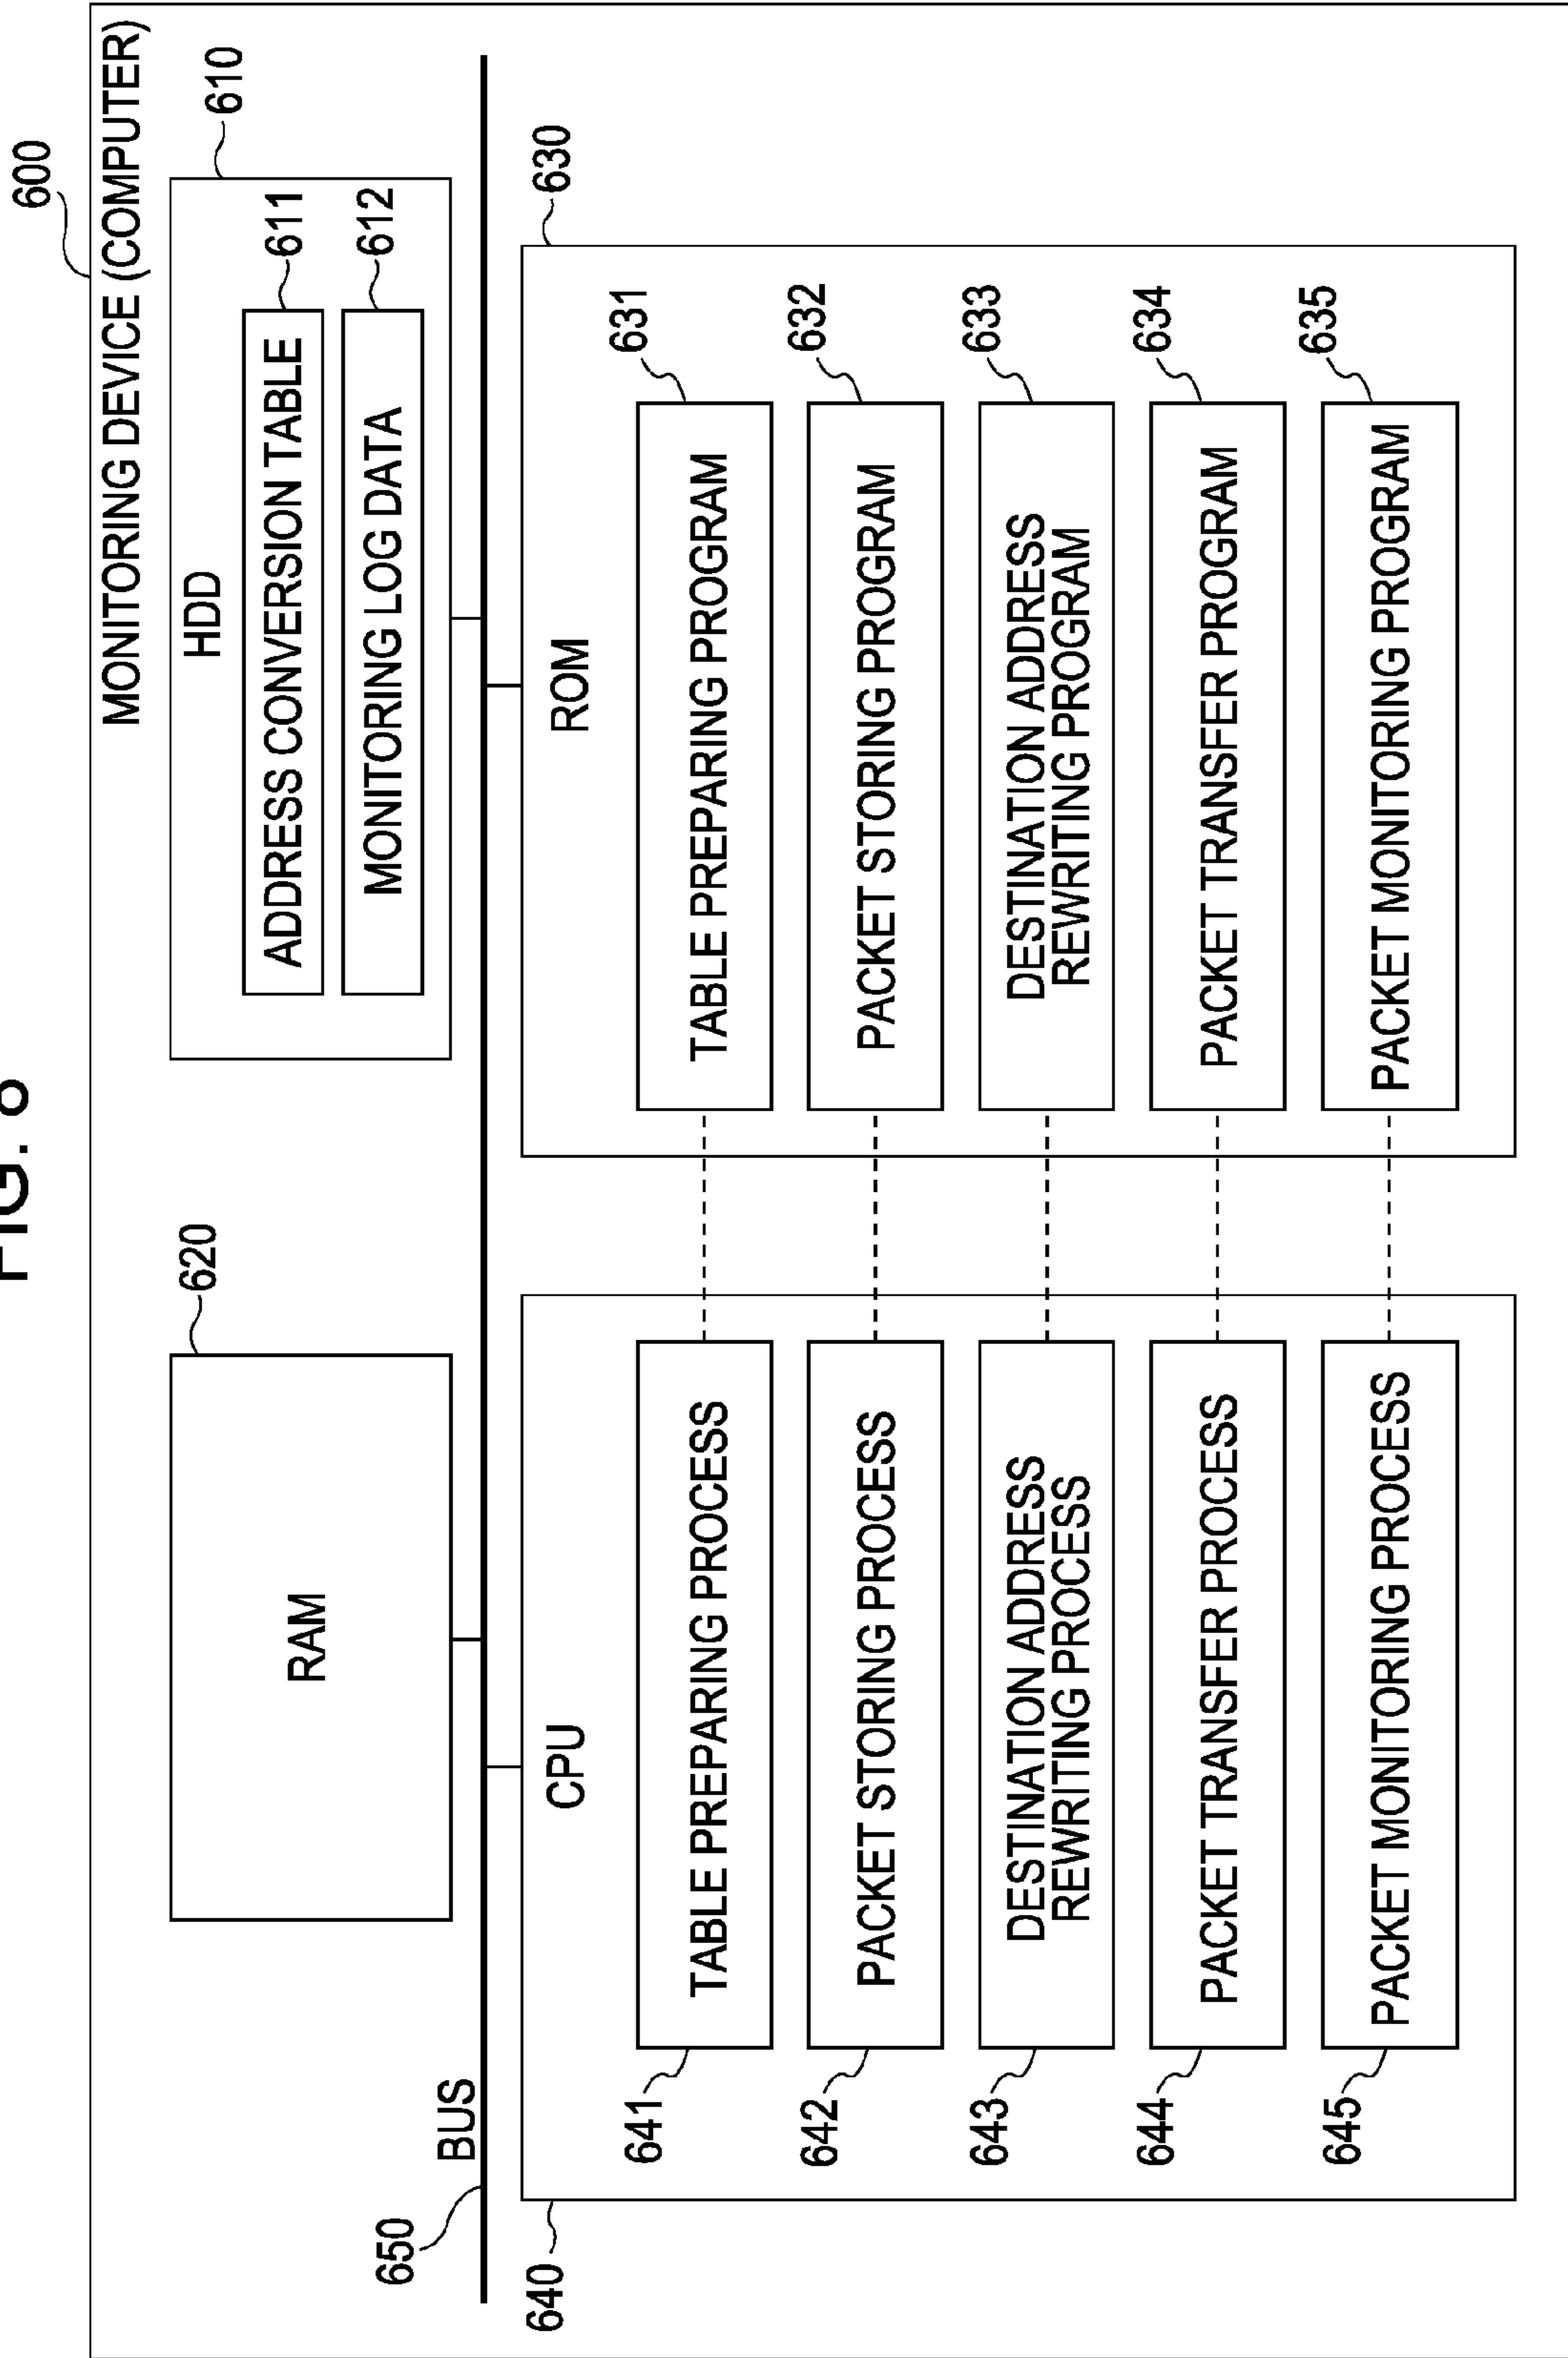 FIG.
600
MONITORING DEVICE (COMPUTER)
620
RAM
HDD
610
ADDRESS CONVERSION TABLE
611
MONITORING LOG DATA
612
650
BUS
640
CPU
641
TABLE PREPARING PROCESS
642
PACKET STORING PROCESS
643
DESTINATION ADDRESS
REWRITING PROCESS
644
PACKET TRANSFER PROCESS
645
PACKET MONITORING PROCESS
ROM
630
TABLE PREPARING PROGRAM
631
PACKET STORING PROGRAM
632
DESTINATION ADDRESS
REWRITING PROGRAM
633
PACKET TRANSFER PROGRAM
634
PACKET MONITORING PROGRAM
635